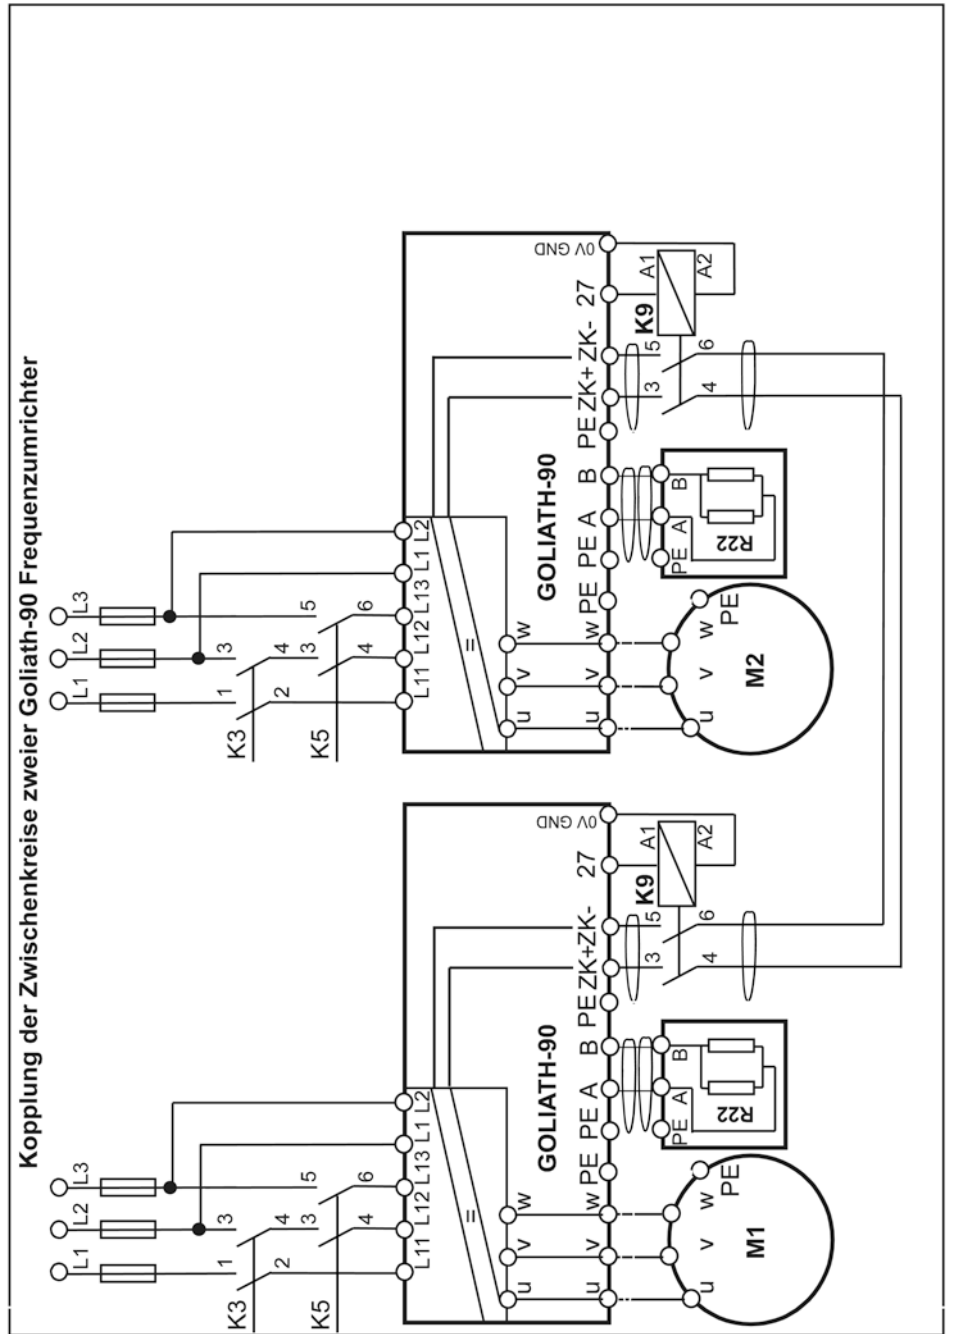 Kopplung der Zwischenkreise zweier Goliath-90 Frequenzumrichter
L1 L2 L3
1 3
K3
2 4
3 5
K5
4 6
L11 L12 L13 L1 L2
=
u v w
GOLIATH-90
0V GND
u v w PE PE A B PE ZK+ ZK- 27
K9 A1
3 5
PE A B
4 6 A2
R22
u v w PE
M1
L1 L2 L3
1 3
K3
2 4
3 5
K5
4 6
L11 L12 L13 L1 L2
=
u v w
GOLIATH-90
0V GND
u v w PE PE A B PE ZK+ ZK- 27
K9 A1
3 5
PE A B
4 6 A2
R22
u v w PE
M2